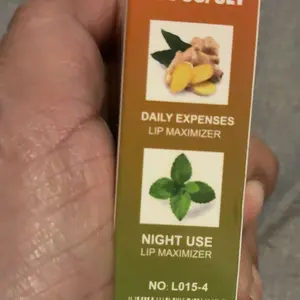 DAILY EXPENSES
LIP MAXIMIZER
NIGHT USE
LIP MAXIMIZER
NO: L015-4